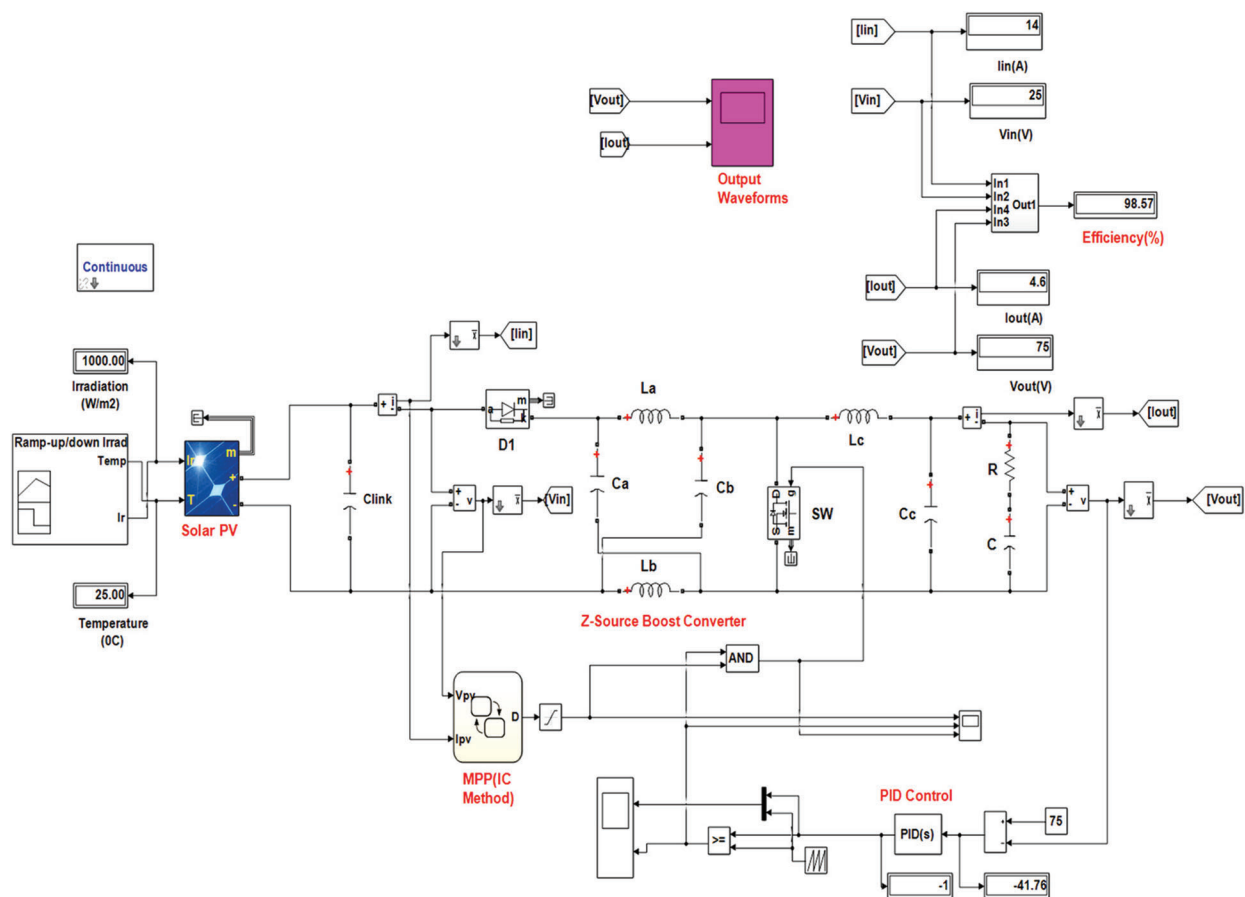 [Iin]
14
Iin(A)
[Vin]
25
Vin(V)
[Vout]
[Iout]
Output
Waveforms
In1
In2
In4
In3
Out1
98.57
Efficiency(%)
[Iout]
4.6
Iout(A)
[Vout]
75
Vout(V)
Continuous
1000.00
Irradiation
(W/m2)
Ramp-up/down Irrad
Temp
Ir
Ir
T
m
+
-
Solar PV
25.00
Temperature
(0C)
Clink
+ i
-
[Iin]
a
m
k
D1
+
-
v
[Vin]
La
Ca
Cb
Lb
Lc
D
g
S
m
SW
Cc
+ i
-
[Iout]
R
C
+
-
v
[Vout]
Z-Source Boost Converter
AND
Vpv
Ipv
D
MPP(IC
Method)
>=
PID Control
PID(s)
75
+
-
-1
-41.76